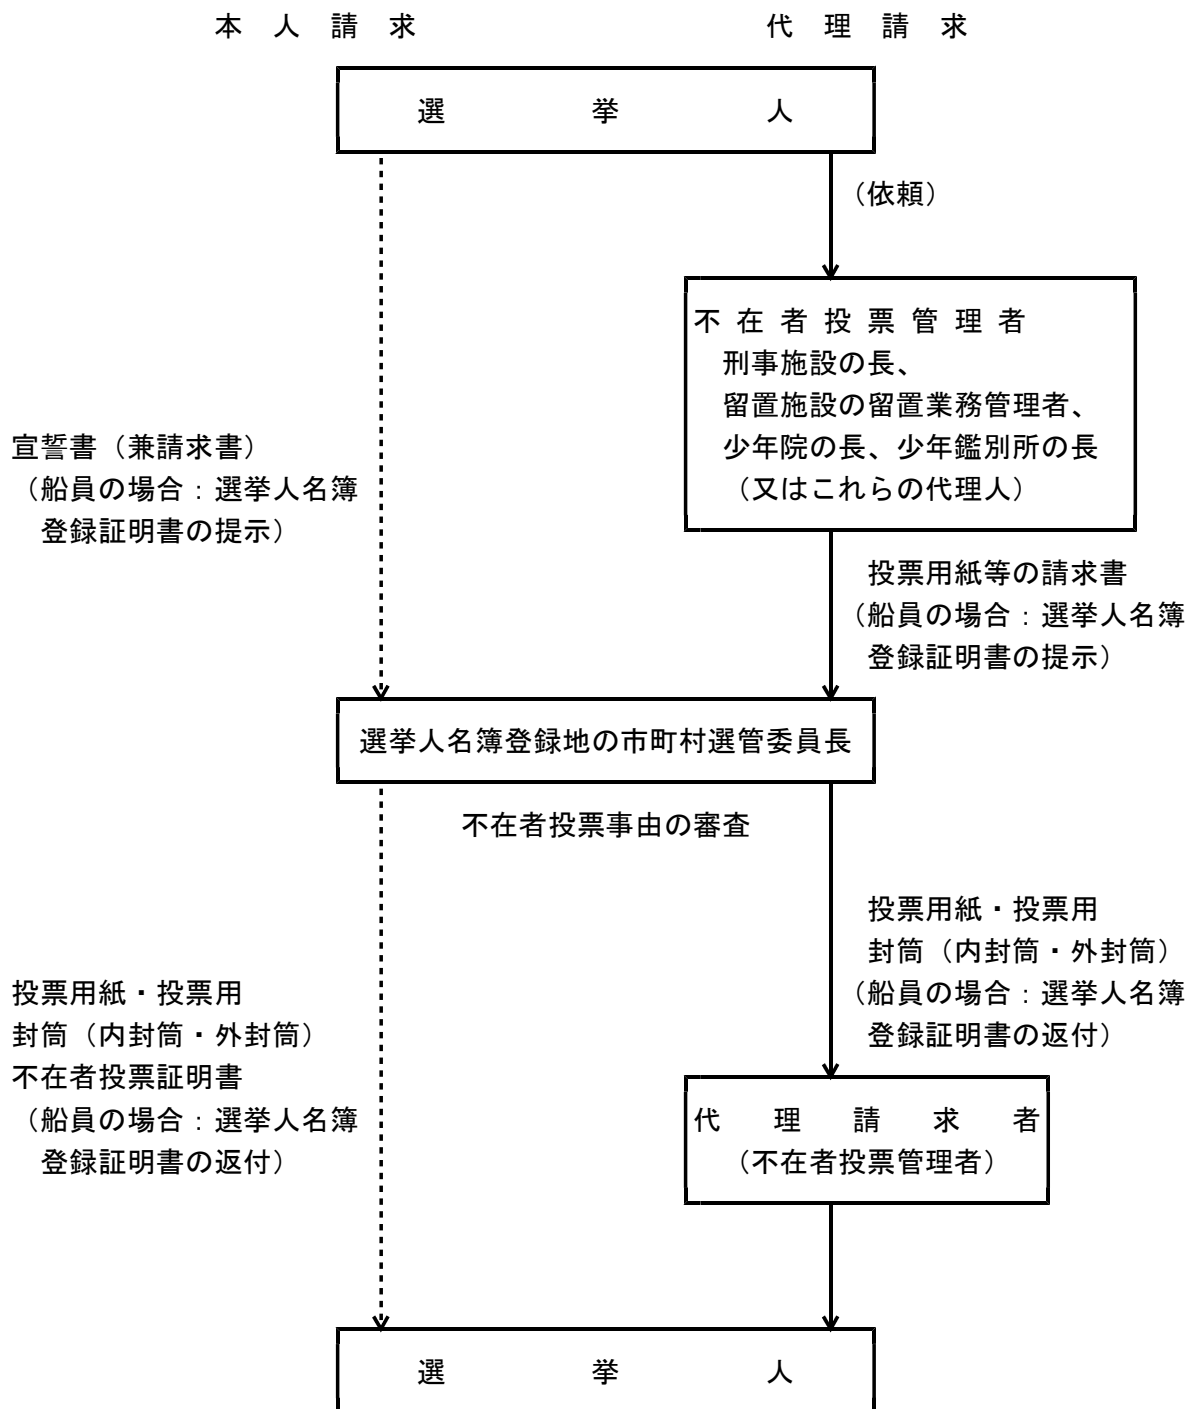 本人請求
代理請求
選挙人
（依頼）
不在者投票管理者
刑事施設の長、
留置施設の留置業務管理者、
少年院の長、少年鑑別所の長
（又はこれらの代理人）
宣誓書（兼請求書）
（船員の場合：選挙人名簿
登録証明書の提示）
投票用紙等の請求書
（船員の場合：選挙人名簿
登録証明書の提示）
選挙人名簿登録地の市町村選管委員長
不在者投票事由の審査
投票用紙・投票用
封筒（内封筒・外封筒）
（船員の場合：選挙人名簿
登録証明書の返付）
投票用紙・投票用
封筒（内封筒・外封筒）
不在者投票証明書
（船員の場合：選挙人名簿
登録証明書の返付）
代理請求者
（不在者投票管理者）
選挙人